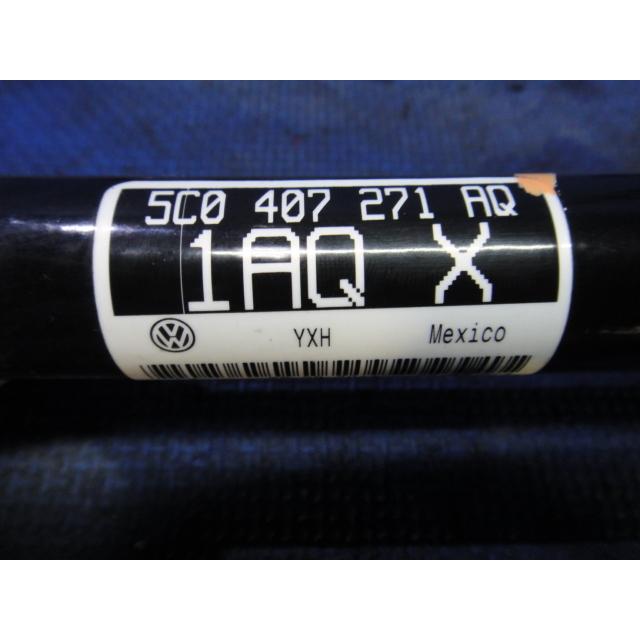 5C0 407 271 AQ
1AQ X
VW YXH Mexico